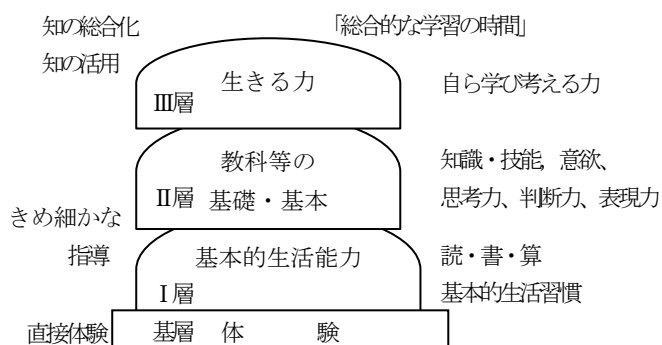 知の総合化 「総合的な学習の時間」
知の活用 生きる力 自ら学び考える力
Ⅲ層
教科等の 知識・技能, 意欲、
Ⅱ層 基礎・基本 思考力、判断力、表現力
きめ細かな
指導 基本的生活能力 読・書・算
Ⅰ層 基本的生活習慣
直接体験 基層 体 験